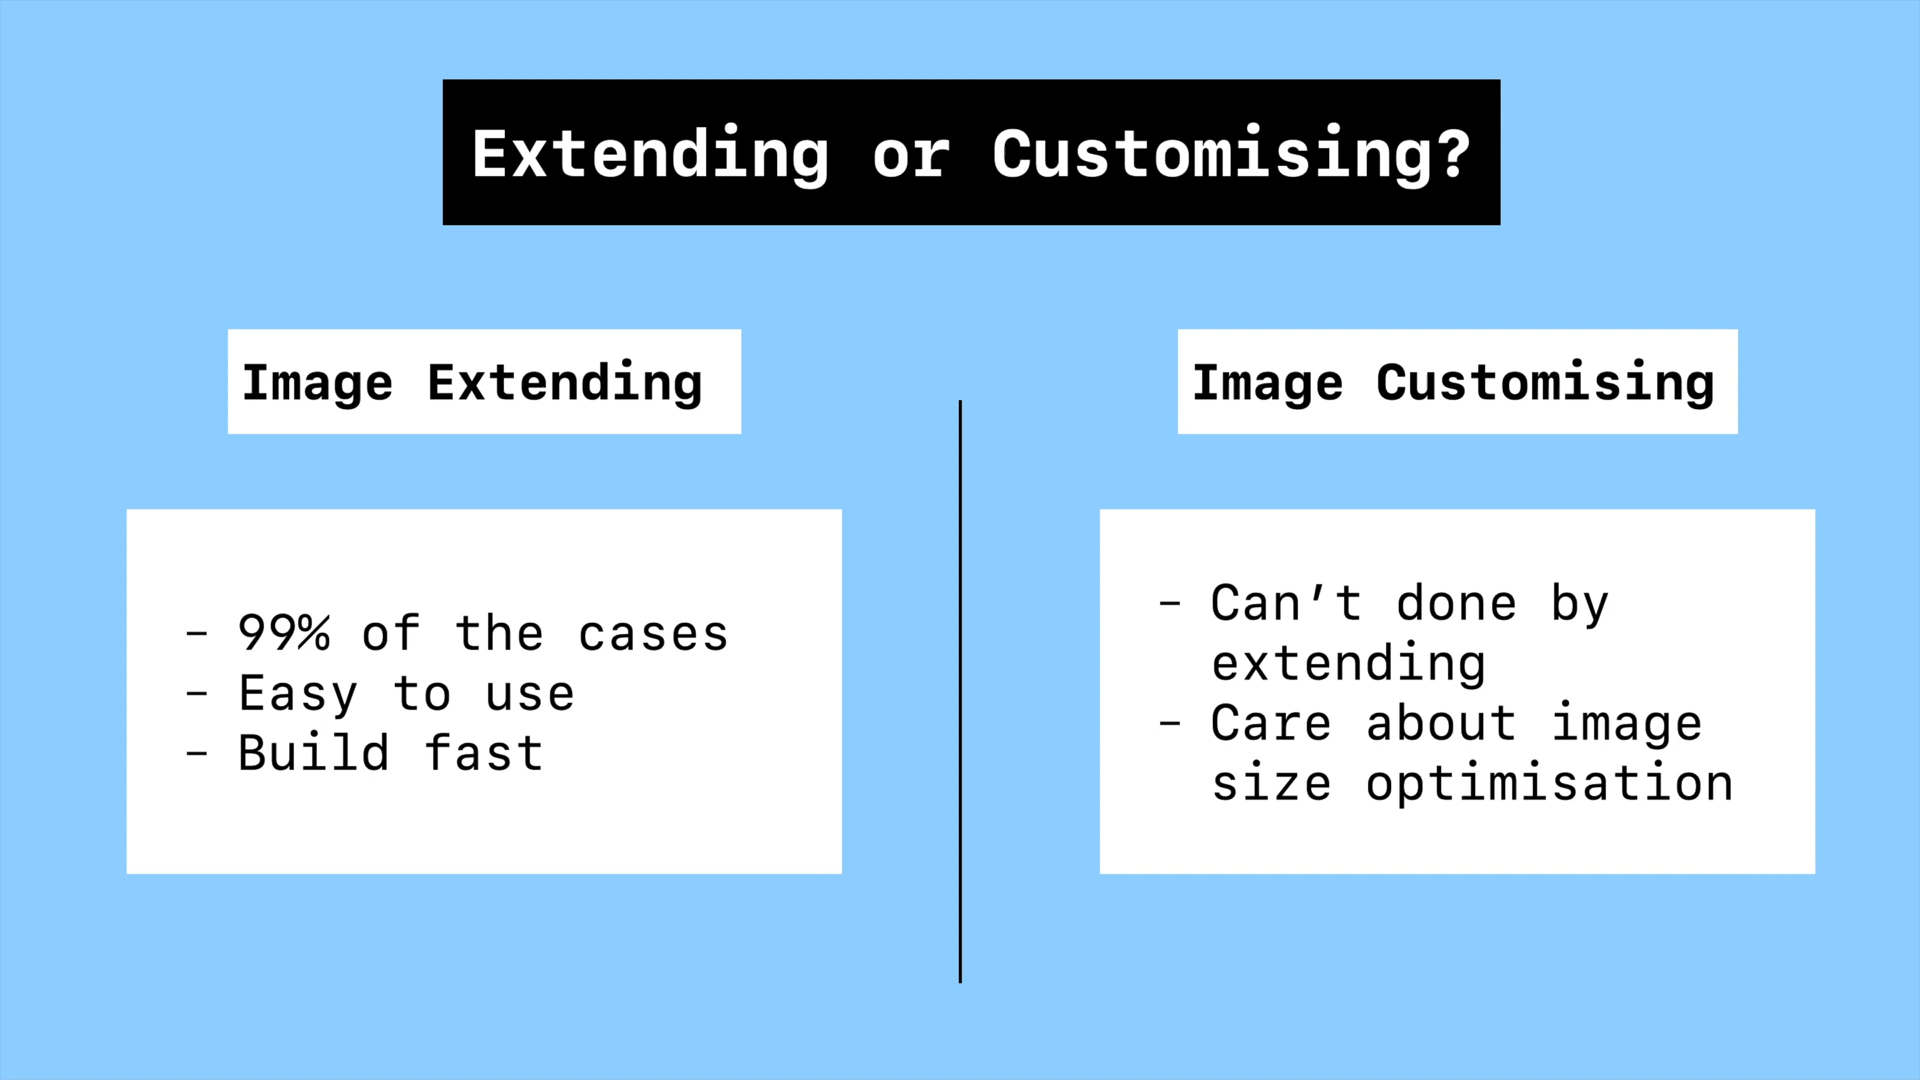 Extending or Customising?
Image Extending
- 99% of the cases
- Easy to use
- Build fast
Image Customising
- Can’t done by
extending
- Care about image
size optimisation